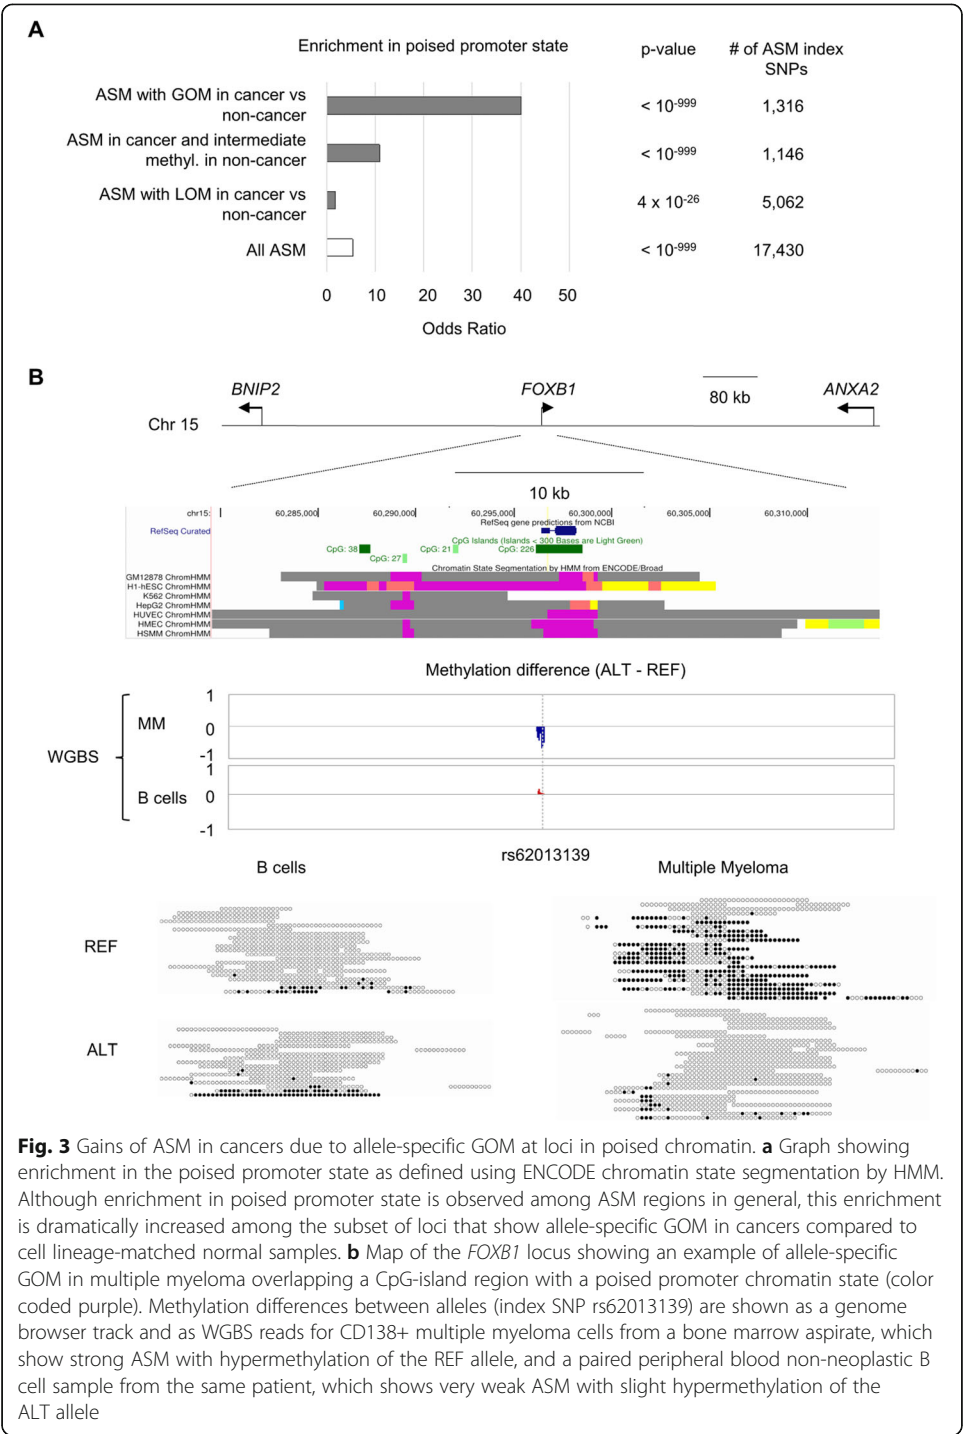 A
Enrichment in poised promoter state
p-value
# of ASM index
SNPs
ASM with GOM in cancer vs
non-cancer
< 10-999
1,316
ASM in cancer and intermediate
methyl. in non-cancer
< 10-999
1,146
ASM with LOM in cancer vs
non-cancer
4 x 10-26
5,062
All ASM
< 10-999
17,430
0 10 20 30 40 50
Odds Ratio
B
BNIP2
FOXB1
ANXA2
80 kb
Chr 15
10 kb
chr15: 60,285,000 60,290,000 60,295,000 60,300,000 60,305,000 60,310,000
RefSeq gene predictions from NCBI
RefSeq Curated
CpG Islands (Islands < 300 Bases are Light Green)
CpG: 38 CpG: 21 CpG: 226
CpG: 27
Chromatin State Segmentation by HMM from ENCODE/Broad
GM12878 ChromHMM
H1-hESC ChromHMM
K562 ChromHMM
HepG2 ChromHMM
HUVEC ChromHMM
HMEC ChromHMM
HSMM ChromHMM
Methylation difference (ALT - REF)
1
MM
0
-1
WGBS
1
B cells 0
-1
rs62013139
B cells
Multiple Myeloma
REF
ALT
Fig. 3 Gains of ASM in cancers due to allele-specific GOM at loci in poised chromatin. a Graph showing
enrichment in the poised promoter state as defined using ENCODE chromatin state segmentation by HMM.
Although enrichment in poised promoter state is observed among ASM regions in general, this enrichment
is dramatically increased among the subset of loci that show allele-specific GOM in cancers compared to
cell lineage-matched normal samples. b Map of the FOXB1 locus showing an example of allele-specific
GOM in multiple myeloma overlapping a CpG-island region with a poised promoter chromatin state (color
coded purple). Methylation differences between alleles (index SNP rs62013139) are shown as a genome
browser track and as WGBS reads for CD138+ multiple myeloma cells from a bone marrow aspirate, which
show strong ASM with hypermethylation of the REF allele, and a paired peripheral blood non-neoplastic B
cell sample from the same patient, which shows very weak ASM with slight hypermethylation of the
ALT allele